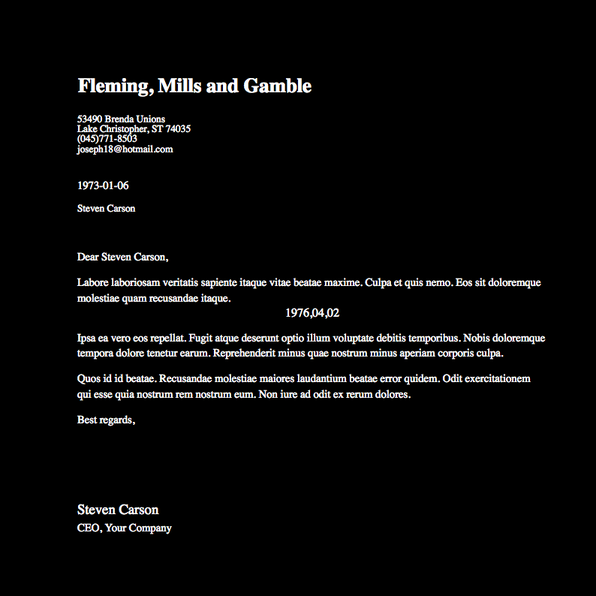 Fleming, Mills and Gamble
53490 Brenda Unions
Lake Christopher, ST 74035
(045)771-8503
joseph18@hotmail.com
1973-01-06
Steven Carson
Dear Steven Carson,
Labore laboriosam veritatis sapiente itaque vitae beatae maxime. Culpa et quis nemo. Eos sit doloremque
molestiae quam recusandae itaque.
1976,04,02
Ipsa ea vero eos repellat. Fugit atque deserunt optio illum voluptate debitis temporibus. Nobis doloremque
tempora dolore tenetur earum. Reprehenderit minus quae nostrum minus aperiam corporis culpa.
Quos id id beatae. Recusandae molestiae maiores laudantium beatae error quidem. Odit exercitationem
qui esse quia nostrum rem nostrum eum. Non iure ad odit ex rerum dolores.
Best regards,
Steven Carson
CEO, Your Company